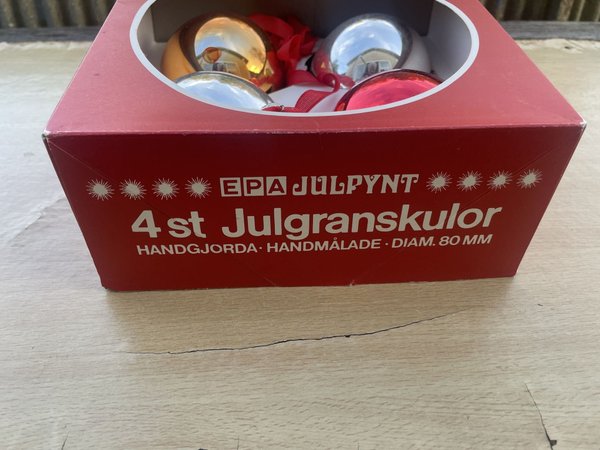 EPA JULPYNT
4 st Julgranskulor
HANDGJORDA · HANDMÅLADE · DIAM. 80 MM